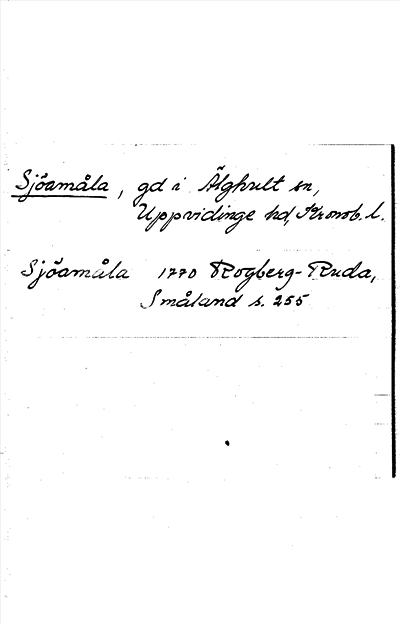 Sjöamåla, gd i Älghult sn,
Uppvidinge hd, Kronob. l.
Sjöamåla 1770 Rogberg-Ruda,
Småland s. 255